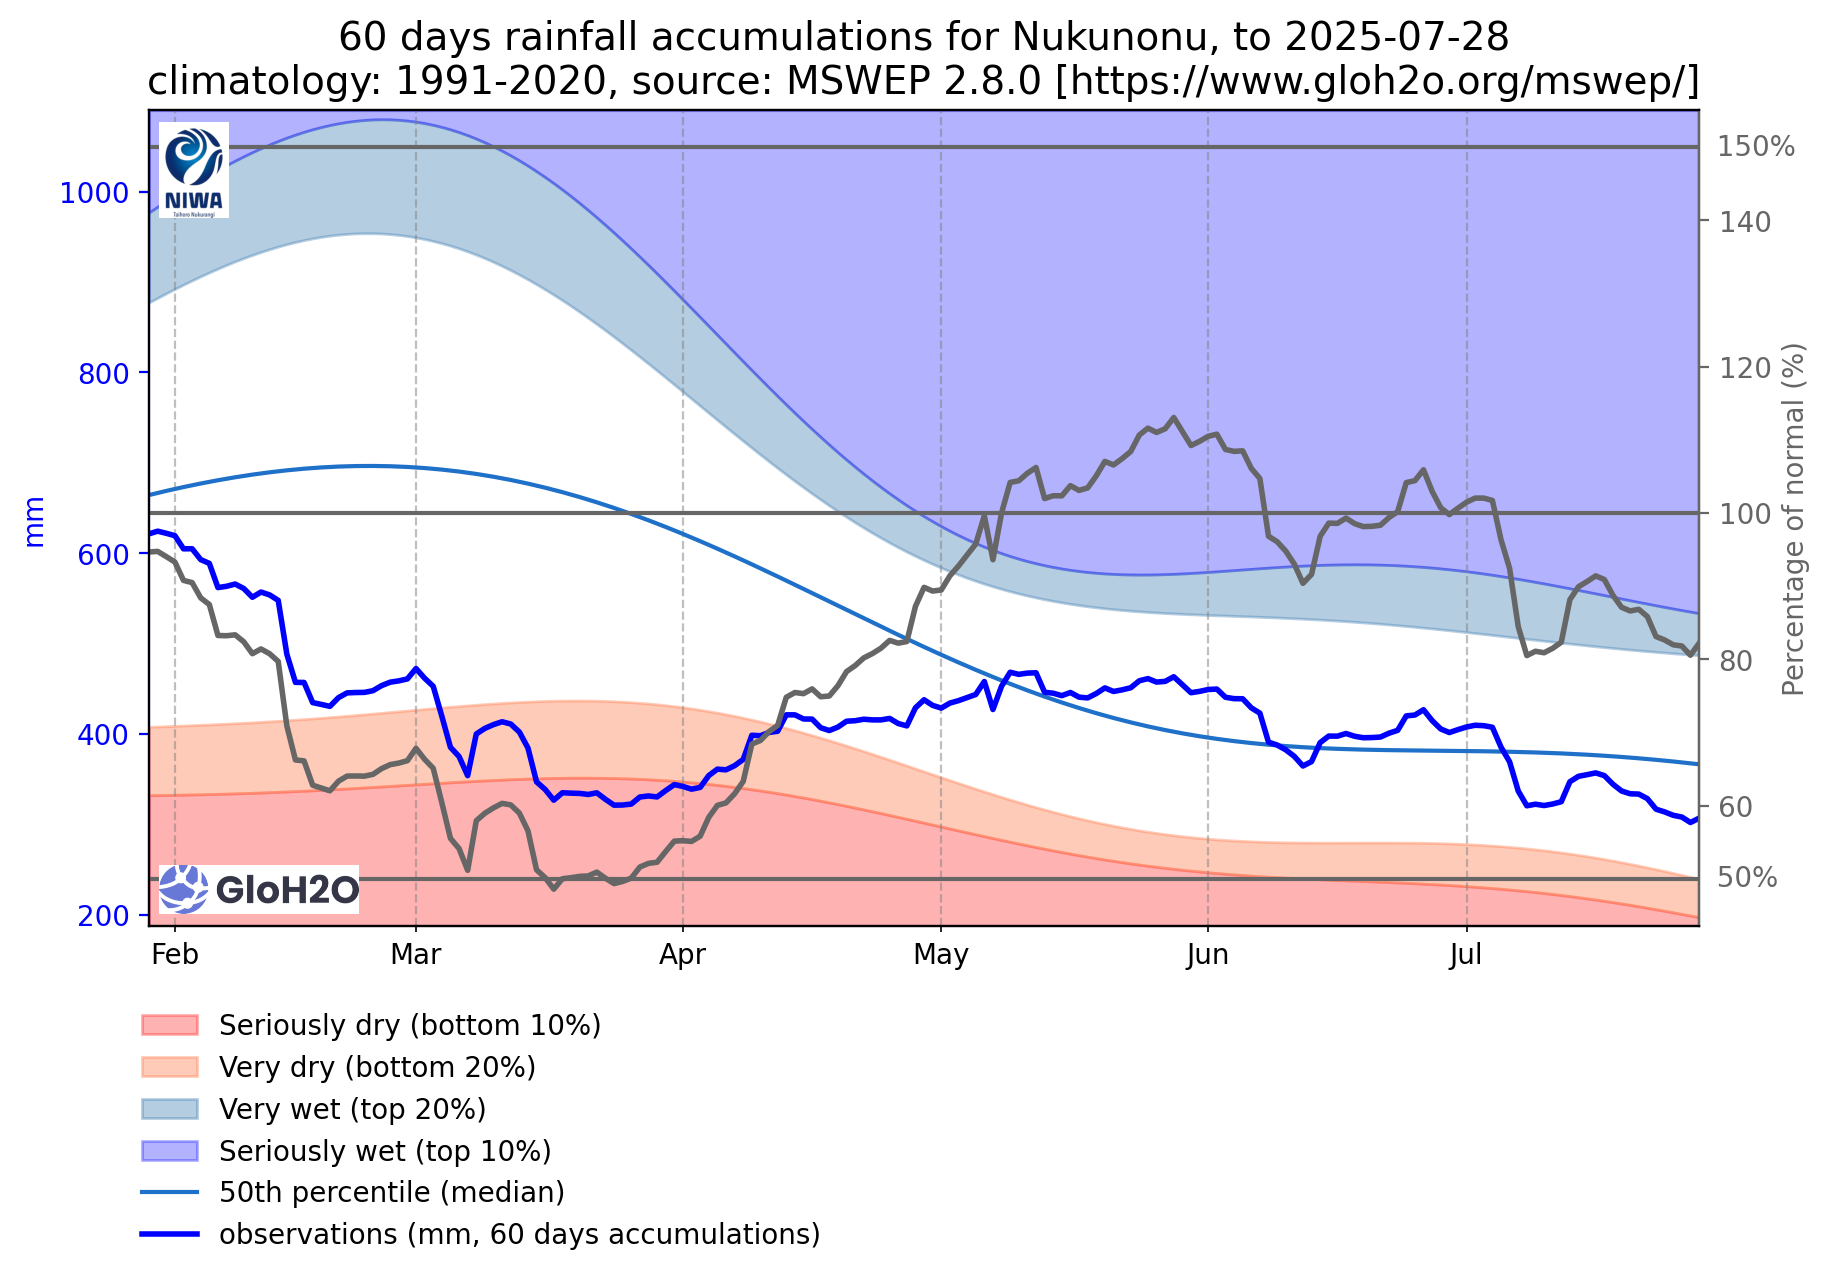 60 days rainfall accumulations for Nukunonu, to 2025-07-28
climatology: 1991-2020, source: MSWEP 2.8.0 [https://www.gloh2o.org/mswep/]
NIWA
Taihoro Nukurangi
1000
800
600
400
200
mm
150%
140
120
100
80
60
50%
Percentage of normal (%)
GloH2O
Feb Mar Apr May Jun Jul
Seriously dry (bottom 10%)
Very dry (bottom 20%)
Very wet (top 20%)
Seriously wet (top 10%)
50th percentile (median)
observations (mm, 60 days accumulations)